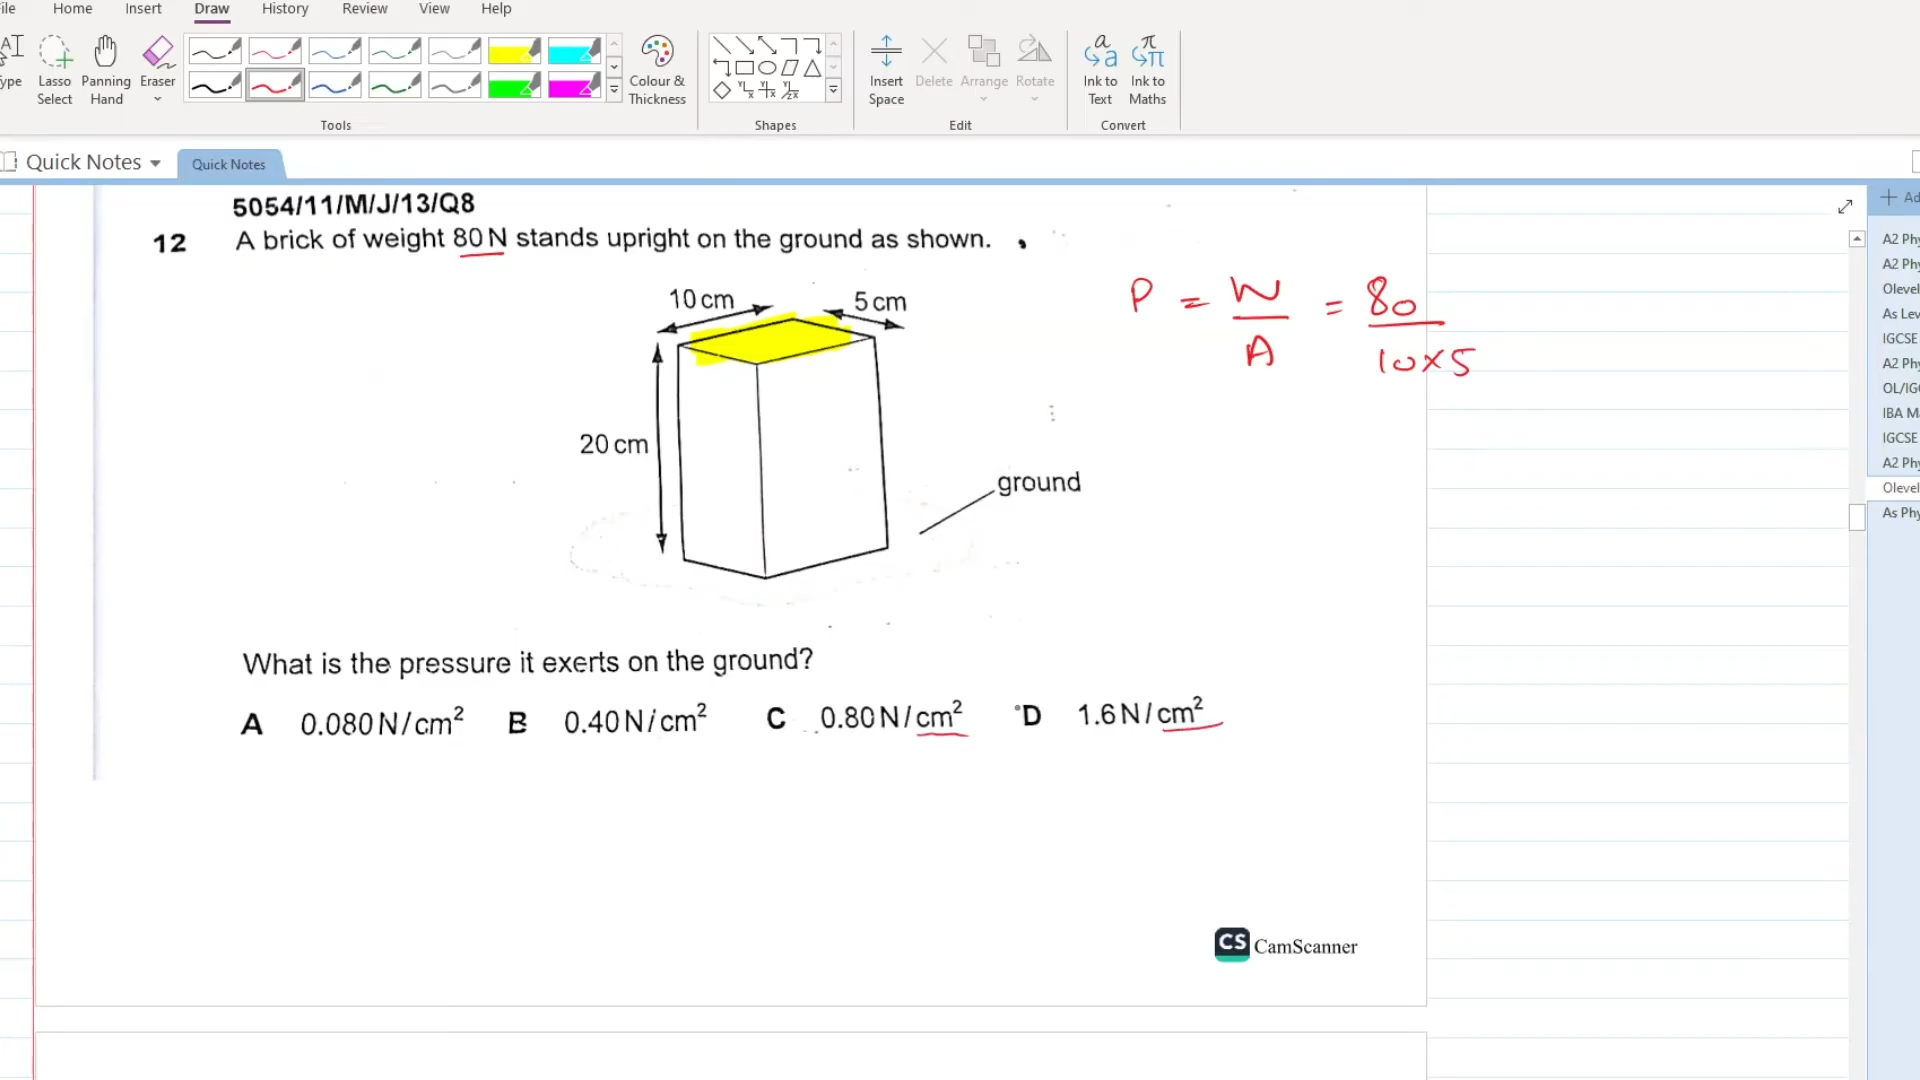 File Home Insert Draw History Review View Help
Type
Lasso Select
Panning Hand
Eraser
Colour & Thickness
Insert Space
Delete
Arrange
Rotate
Ink to Text
Ink to Maths
Tools Shapes Edit Convert
Quick Notes Quick Notes
5054/11/M/J/13/Q8
12 A brick of weight 80 N stands upright on the ground as shown.
10 cm 5 cm
20 cm
ground
P = W/A = 80/10×5
What is the pressure it exerts on the ground?
A 0.080 N/cm² B 0.40 N/cm² C 0.80 N/cm² D 1.6 N/cm²
CS CamScanner
A2 Phy
A2 Phy
Olevel
As Lev
IGCSE
A2 Phy
OL/IG
IBA M
IGCSE
A2 Phy
Olevel
As Phy